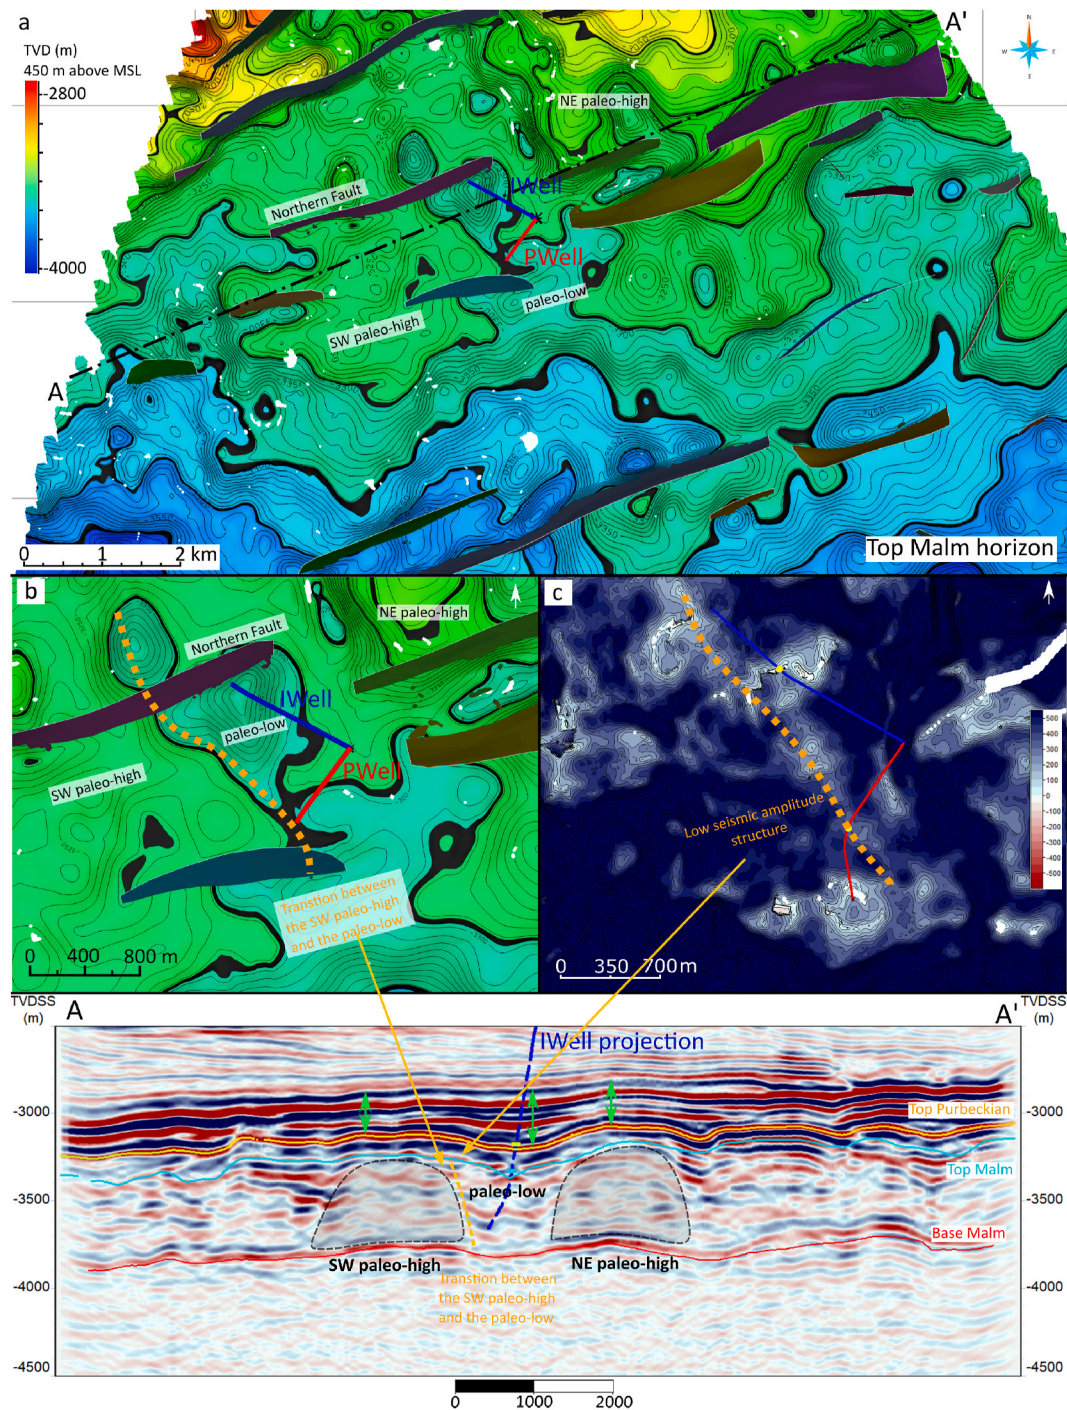 a
A'
TVD (m)
450 m above MSL
-2800
-4000
N
W
E
S
NE paleo-high
IWell
Northern Fault
PWell
paleo-low
SW paleo-high
A
3250
3350
0 1 2 km
Top Malm horizon
b
NE paleo-high
Northern Fault
IWell
paleo-low
PWell
SW paleo-high
Transtion between
the SW paleo-high
and the paleo-low
0 400 800 m
c
Low seismic amplitude
structure
500
400
300
200
100
0
-100
-200
-300
-400
-500
0 350 700 m
TVDSS
(m)
A
A'
TVDSS
(m)
IWell projection
-3000
-3500
-4000
-4500
-3000
-3500
-4000
-4500
Top Purbeckian
Top Malm
Base Malm
paleo-low
SW paleo-high
NE paleo-high
Transtion between
the SW paleo-high
and the paleo-low
0 1000 2000